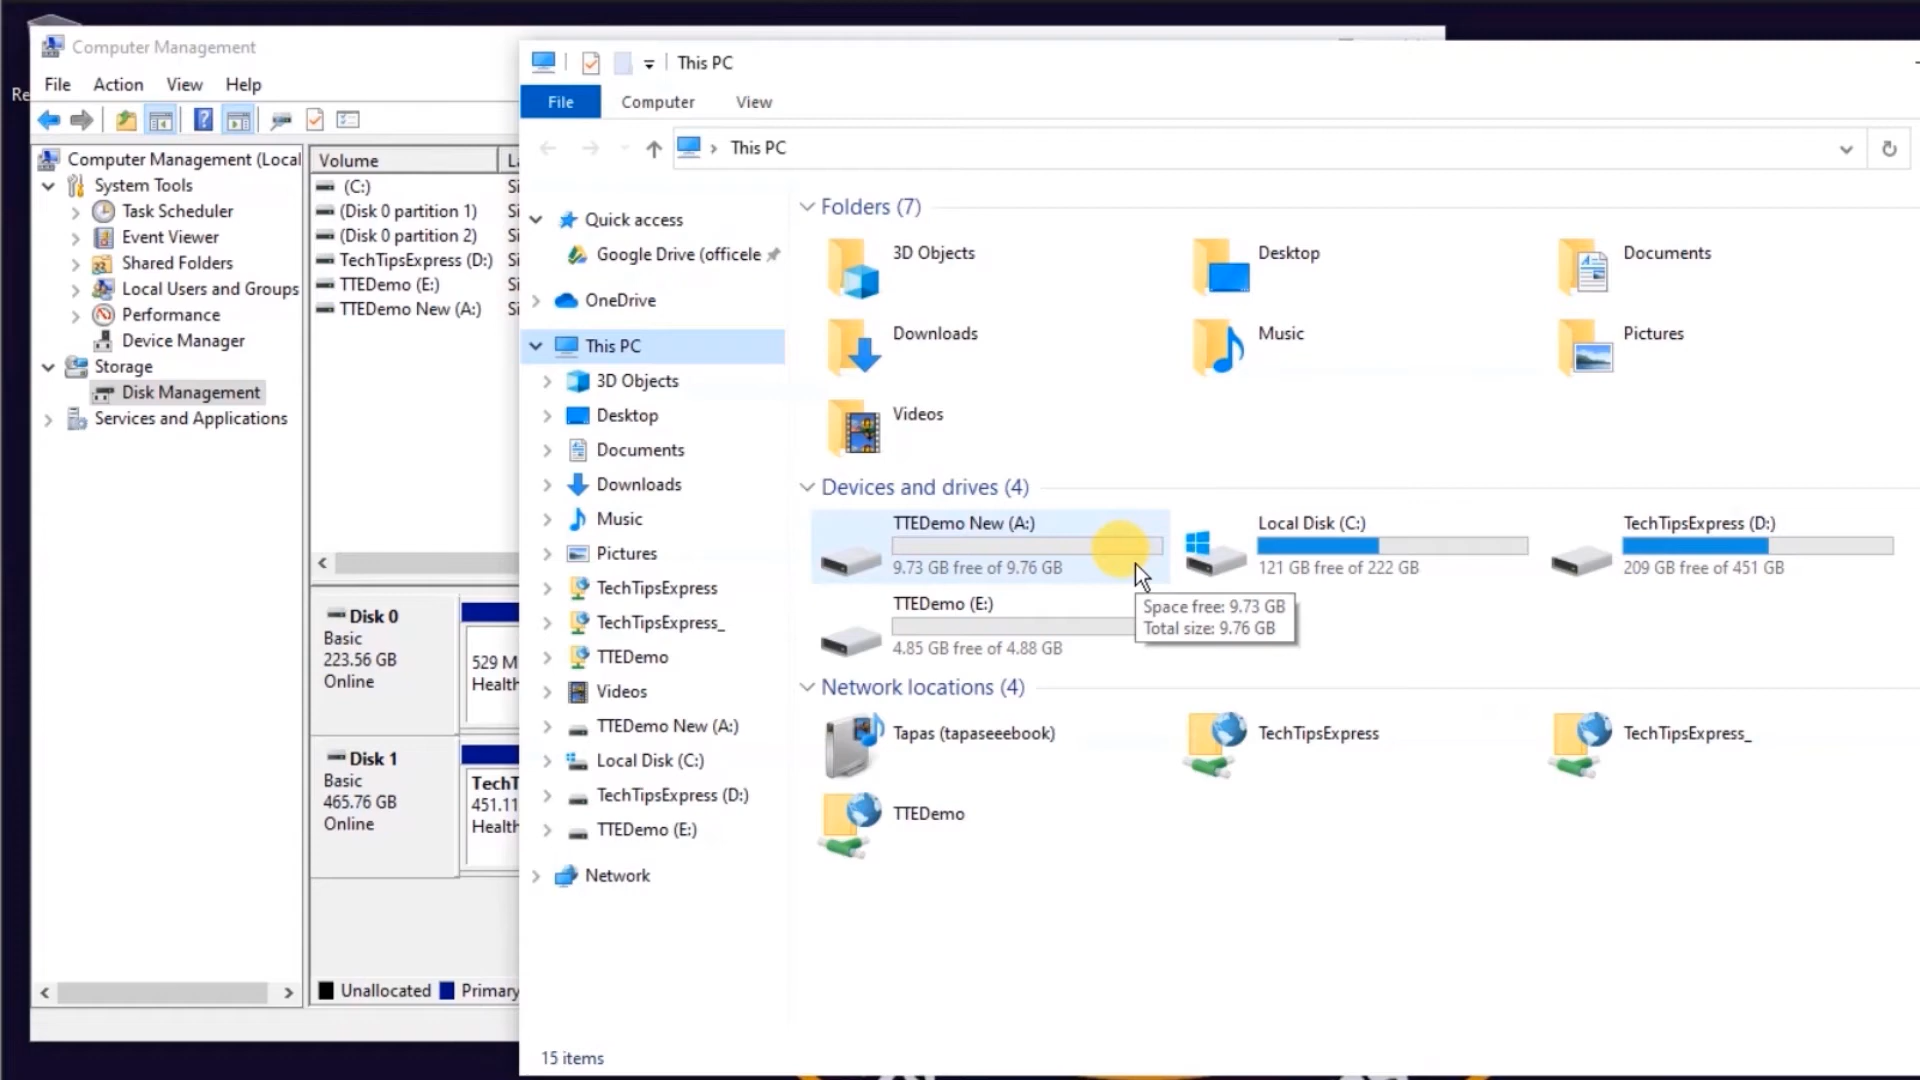 Computer Management
File Action View Help
Computer Management (Local
System Tools
Task Scheduler
Event Viewer
Shared Folders
Local Users and Groups
Performance
Device Manager
Storage
Disk Management
Services and Applications
Volume
(C:)
(Disk 0 partition 1)
(Disk 0 partition 2)
TechTipsExpress (D:)
TTEDemo (E:)
TTEDemo New (A:)
Disk 0
Basic
223.56 GB
Online
529 M
Health
Disk 1
Basic
465.76 GB
Online
TechT
451.11
Health
Unallocated Primary
This PC
File Computer View
This PC
Quick access
Google Drive (officele
OneDrive
This PC
3D Objects
Desktop
Documents
Downloads
Music
Pictures
TechTipsExpress
TechTipsExpress_
TTEDemo
Videos
TTEDemo New (A:)
Local Disk (C:)
TechTipsExpress (D:)
TTEDemo (E:)
Network
Folders (7)
3D Objects
Desktop
Documents
Downloads
Music
Pictures
Videos
Devices and drives (4)
TTEDemo New (A:)
9.73 GB free of 9.76 GB
Local Disk (C:)
121 GB free of 222 GB
TechTipsExpress (D:)
209 GB free of 451 GB
TTEDemo (E:)
4.85 GB free of 4.88 GB
Space free: 9.73 GB
Total size: 9.76 GB
Network locations (4)
Tapas (tapaseeebook)
TechTipsExpress
TechTipsExpress_
TTEDemo
15 items